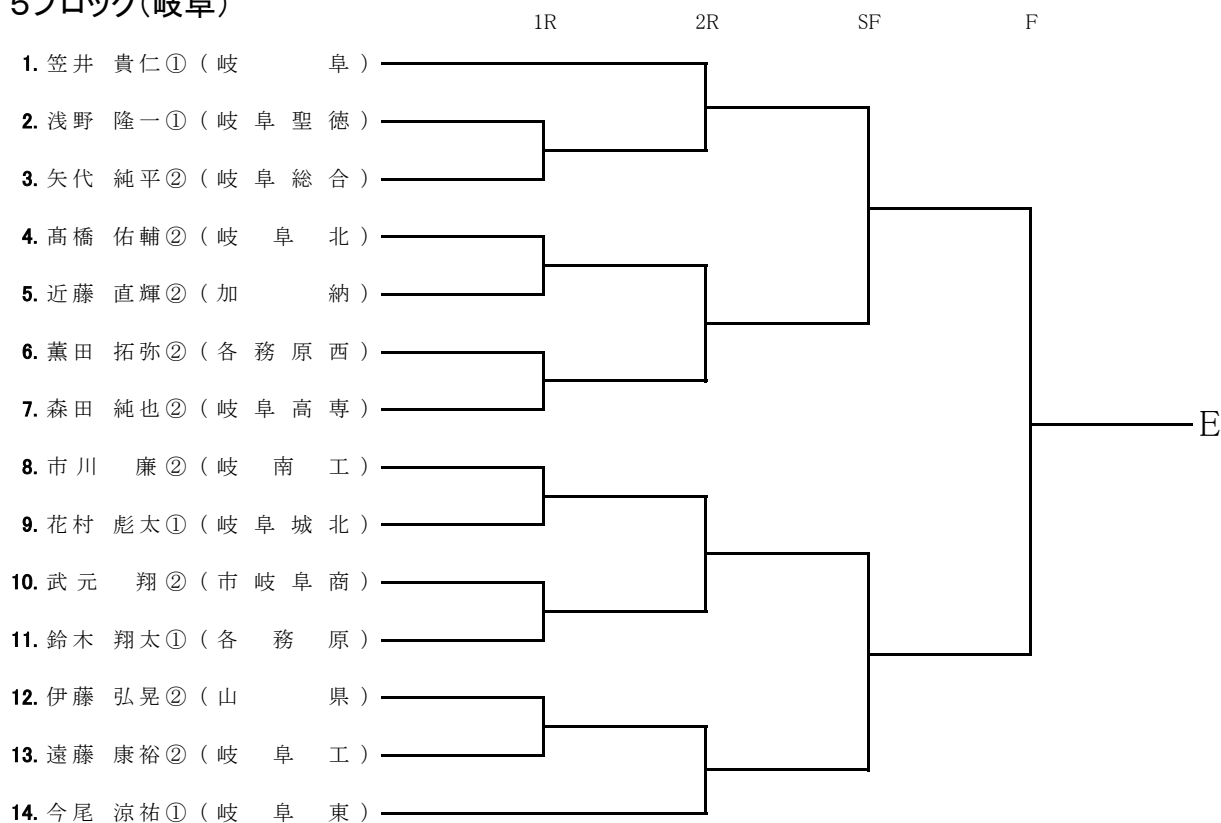 5ブロック(岐阜)
1R 2R SF F
1. 笠井 貴仁① ( 岐 阜 )
2. 浅野 隆一① ( 岐 阜 聖 徳 )
3. 矢代 純平② ( 岐 阜 総 合 )
4. 髙橋 佑輔② ( 岐 阜 北 )
5. 近藤 直輝② ( 加 納 )
6. 薫田 拓弥② ( 各 務 原 西 )
7. 森田 純也② ( 岐 阜 高 専 )
E
8. 市川 廉② ( 岐 南 工 )
9. 花村 彪太① ( 岐 阜 城 北 )
10. 武元 翔② ( 市 岐 阜 商 )
11. 鈴木 翔太① ( 各 務 原 )
12. 伊藤 弘晃② ( 山 県 )
13. 遠藤 康裕② ( 岐 阜 工 )
14. 今尾 涼祐① ( 岐 阜 東 )